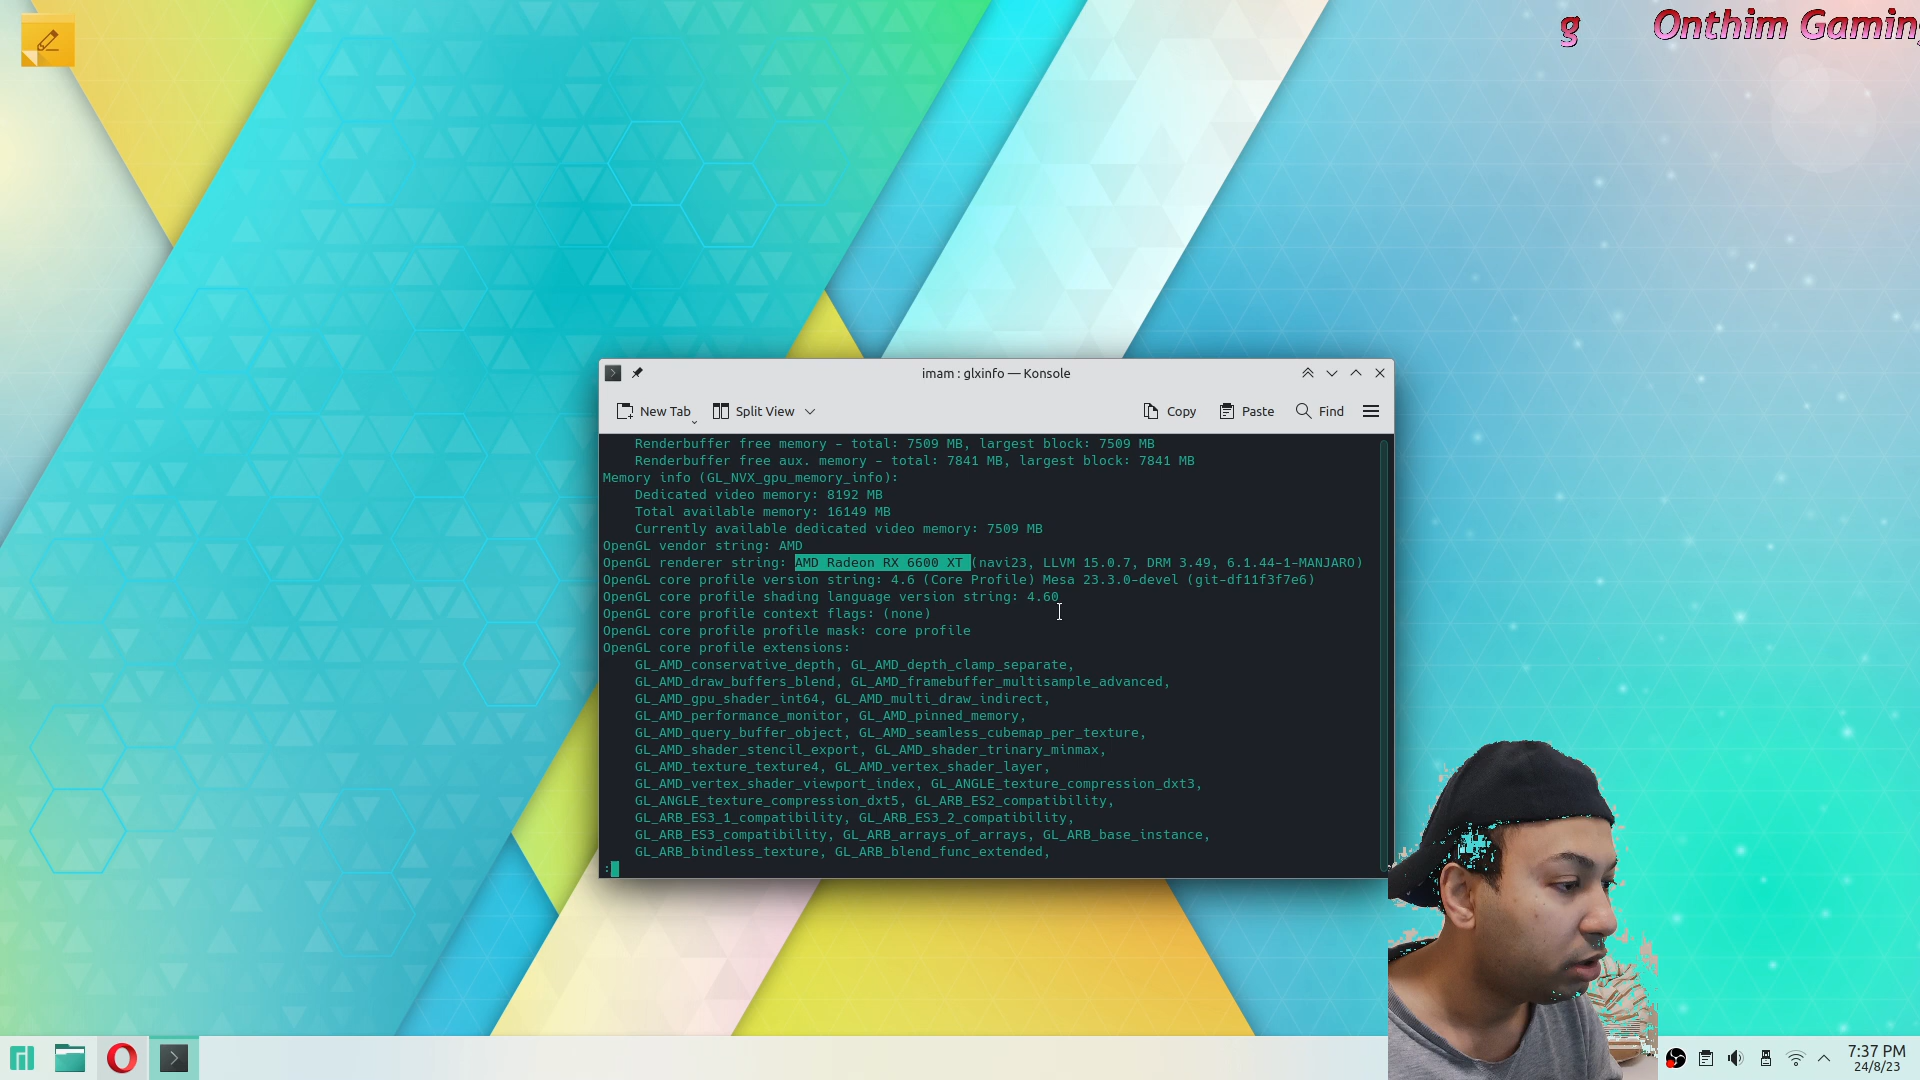 g Onthim Gaming
imam : glxinfo — Konsole
New Tab Split View Copy Paste Find
Renderbuffer free memory - total: 7509 MB, largest block: 7509 MB
Renderbuffer free aux. memory - total: 7841 MB, largest block: 7841 MB
Memory info (GL_NVX_gpu_memory_info):
Dedicated video memory: 8192 MB
Total available memory: 16149 MB
Currently available dedicated video memory: 7509 MB
OpenGL vendor string: AMD
OpenGL renderer string: AMD Radeon RX 6600 XT (navi23, LLVM 15.0.7, DRM 3.49, 6.1.44-1-MANJARO)
OpenGL core profile version string: 4.6 (Core Profile) Mesa 23.3.0-devel (git-df11f3f7e6)
OpenGL core profile shading language version string: 4.60
OpenGL core profile context flags: (none)
OpenGL core profile profile mask: core profile
OpenGL core profile extensions:
GL_AMD_conservative_depth, GL_AMD_depth_clamp_separate,
GL_AMD_draw_buffers_blend, GL_AMD_framebuffer_multisample_advanced,
GL_AMD_gpu_shader_int64, GL_AMD_multi_draw_indirect,
GL_AMD_performance_monitor, GL_AMD_pinned_memory,
GL_AMD_query_buffer_object, GL_AMD_seamless_cubemap_per_texture,
GL_AMD_shader_stencil_export, GL_AMD_shader_trinary_minmax,
GL_AMD_texture_texture4, GL_AMD_vertex_shader_layer,
GL_AMD_vertex_shader_viewport_index, GL_ANGLE_texture_compression_dxt3,
GL_ANGLE_texture_compression_dxt5, GL_ARB_ES2_compatibility,
GL_ARB_ES3_1_compatibility, GL_ARB_ES3_2_compatibility,
GL_ARB_ES3_compatibility, GL_ARB_arrays_of_arrays, GL_ARB_base_instance,
GL_ARB_bindless_texture, GL_ARB_blend_func_extended,
:
7:37 PM
24/8/23